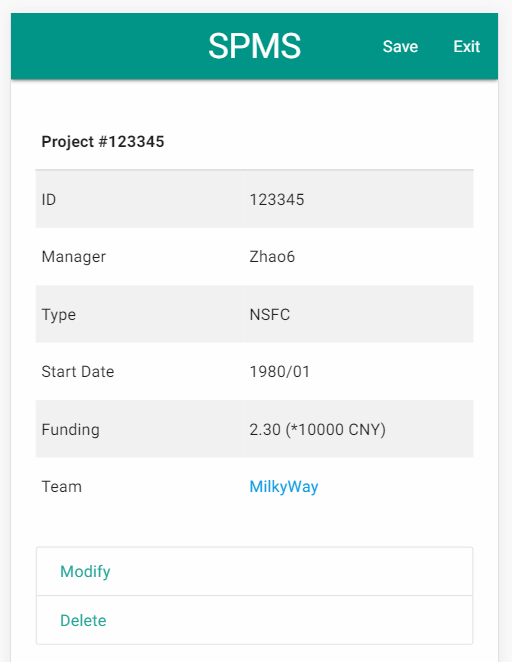 SPMS Save Exit
Project #123345
ID 123345
Manager Zhao6
Type NSFC
Start Date 1980/01
Funding 2.30 (*10000 CNY)
Team MilkyWay
Modify
Delete